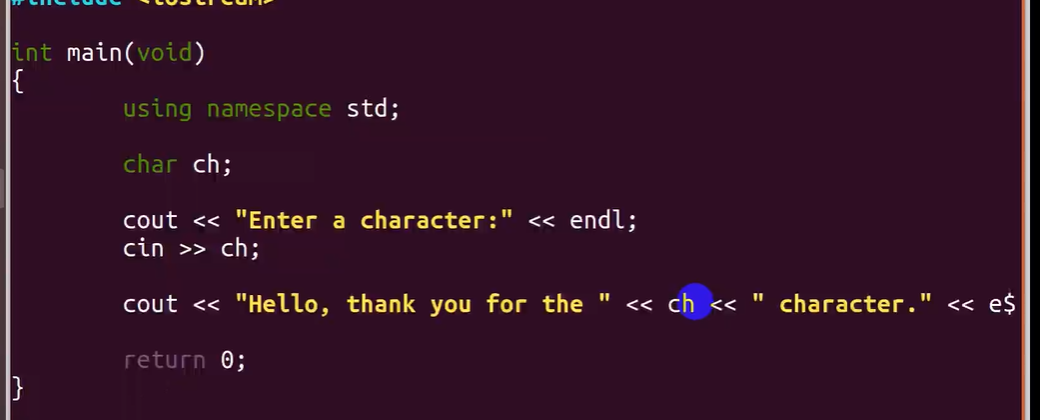 #include <iostream>
int main(void)
{
using namespace std;
char ch;
cout << "Enter a character:" << endl;
cin >> ch;
cout << "Hello, thank you for the " << ch << " character." << e$
return 0;
}